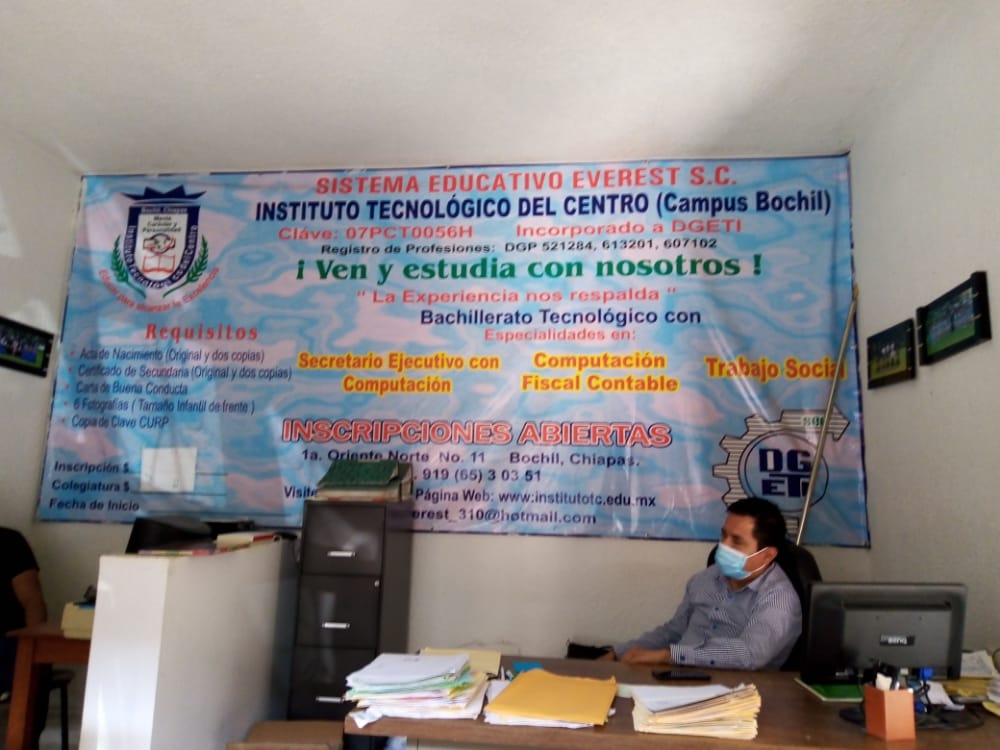 SISTEMA EDUCATIVO EVEREST S.C.
INSTITUTO TECNOLÓGICO DEL CENTRO (Campus Bochil)
Cláve: 07PCT0056H Incorporado a DGETI
Registro de Profesiones: DGP 521284, 613201, 607102
¡ Ven y estudia con nosotros !
" La Experiencia nos respalda "
Bachillerato Tecnológico con
Especialidades en:
Secretario Ejecutivo con
Computación
Computación
Fiscal Contable
Trabajo Social
Requisitos
Acta de Nacimiento (Original y dos copias)
Certificado de Secundaria (Original y dos copias)
Carta de Buena Conducta
6 Fotografías ( Tamaño Infantil de frente )
Copia de Clave CURP
Inscripción $
Colegiatura $
Fecha de Inicio
INSCRIPCIONES ABIERTAS
1a. Oriente Norte No. 11 Bochil, Chiapas.
919 (65) 3 03 51
Página Web: www.institutotc.edu.mx
everest_310@hotmail.com
Mente
Carácter y
Personalidad
DG
BenQ